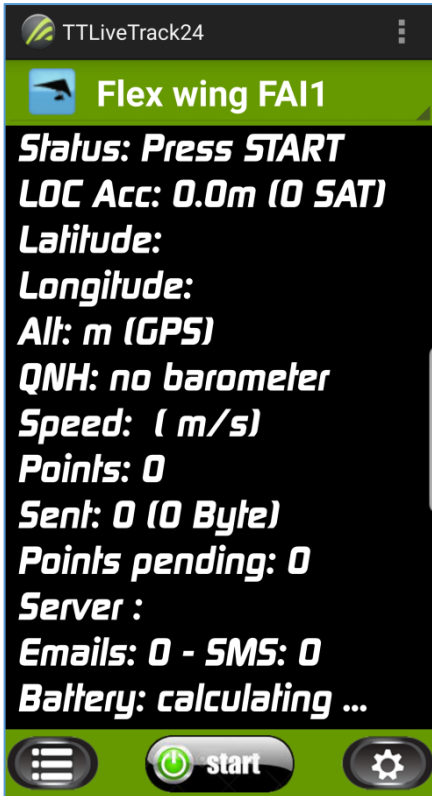 TTLiveTrack24
Flex wing FAI1
Status: Press START
LOC Acc: 0.0m (0 SAT)
Latitude:
Longitude:
Alt: m (GPS)
QNH: no barometer
Speed:  ( m/s)
Points: 0
Sent: 0 (0 Byte)
Points pending: 0
Server :
Emails: 0 - SMS: 0
Battery: calculating ...
start